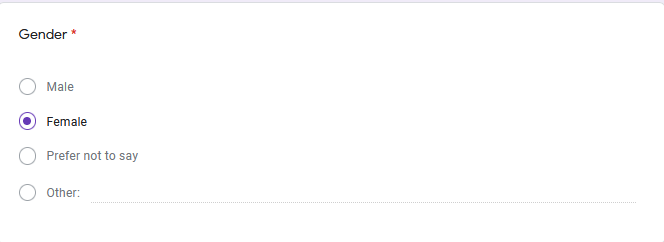 Gender *
Male
Female
Prefer not to say
Other: